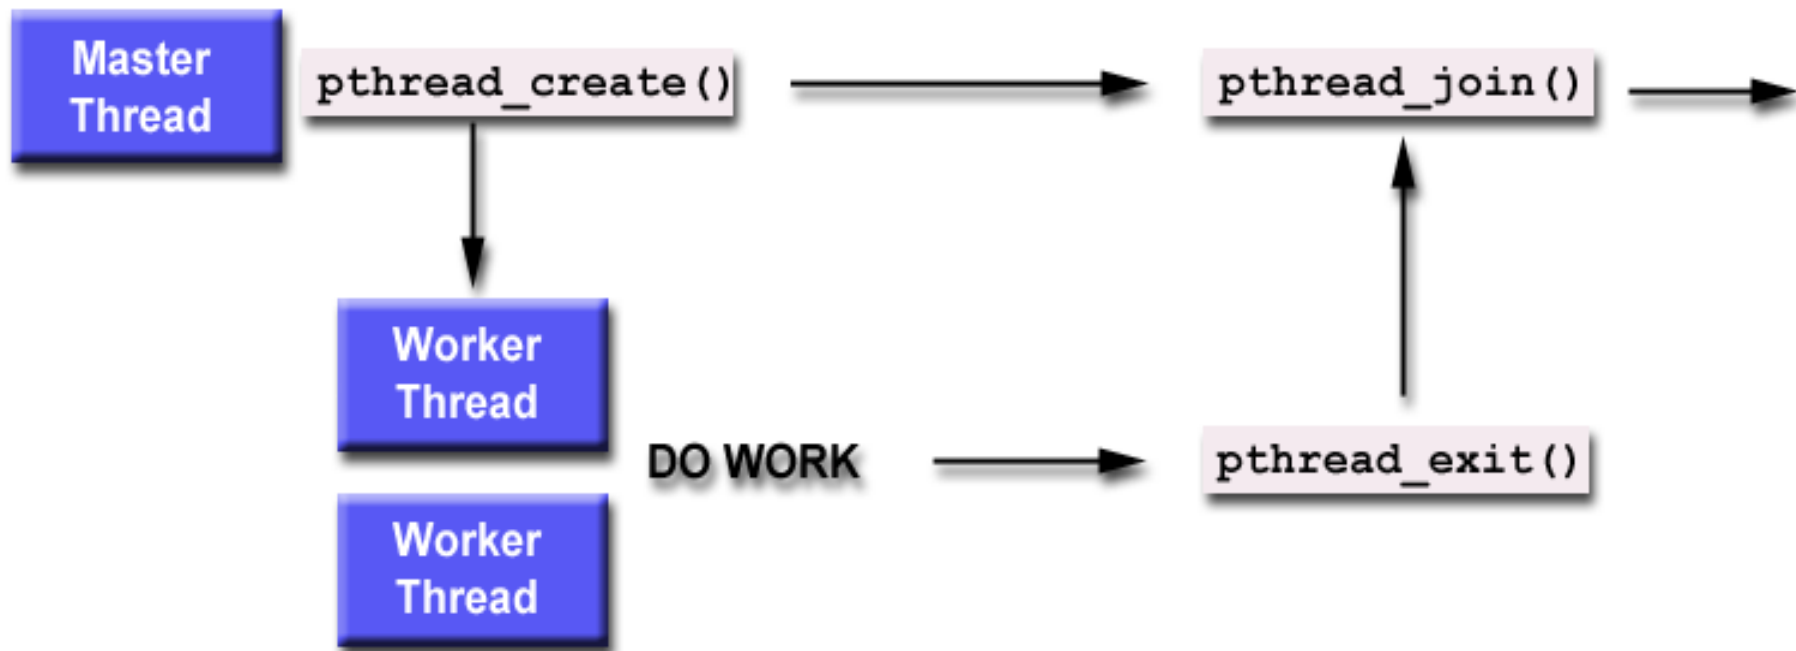 Master
Thread
pthread_create()
pthread_join()
Worker
Thread
DO WORK
pthread_exit()
Worker
Thread